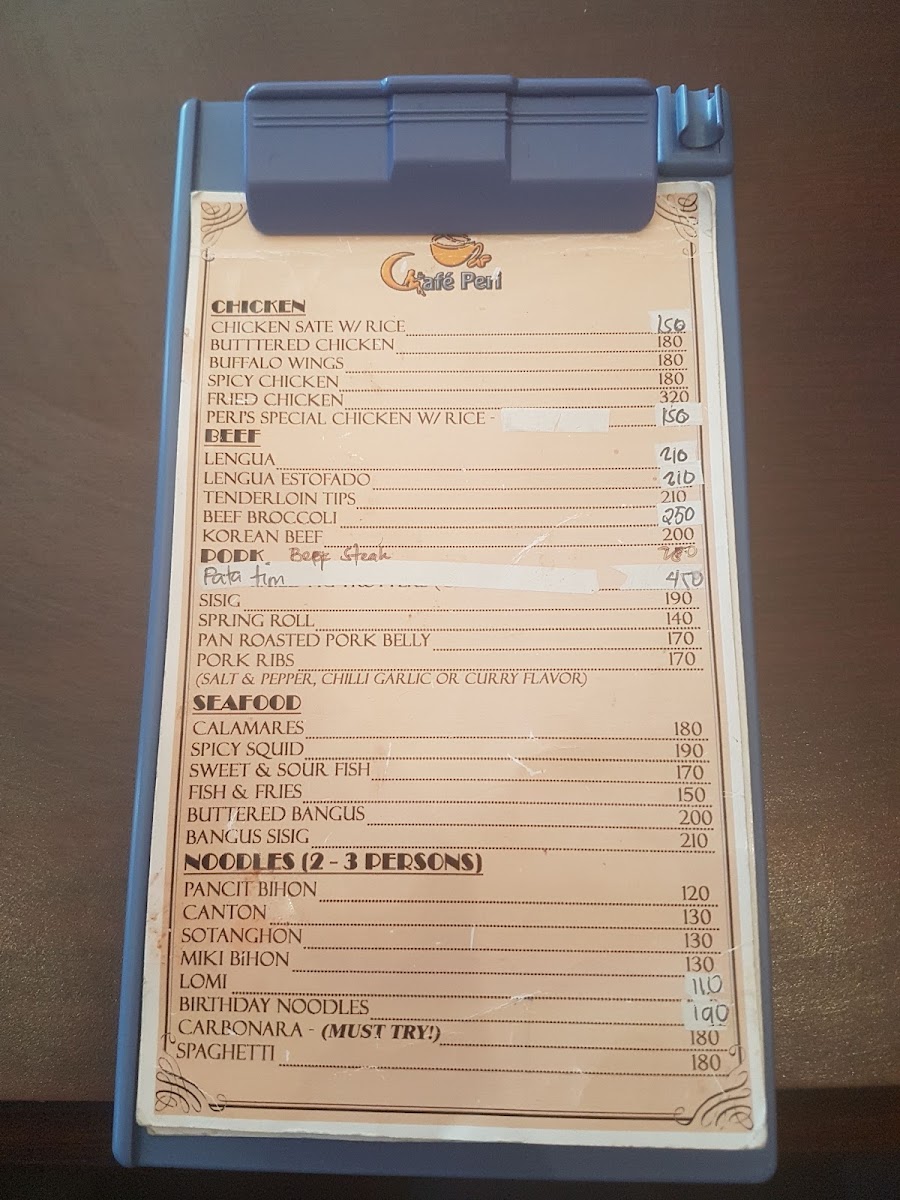 Café Peri
CHICKEN
CHICKEN SATE W/ RICE 150
BUTTTERED CHICKEN 180
BUFFALO WINGS 180
SPICY CHICKEN 180
FRIED CHICKEN 320
PERI'S SPECIAL CHICKEN W/ RICE - 150
BEEF
LENGUA 210
LENGUA ESTOFADO 210
TENDERLOIN TIPS 210
BEEF BROCCOLI 250
KOREAN BEEF 200
PORK Beef Steak 280
Pata tim 450
SISIG 190
SPRING ROLL 140
PAN ROASTED PORK BELLY 170
PORK RIBS 170
(SALT & PEPPER, CHILLI GARLIC OR CURRY FLAVOR)
SEAFOOD
CALAMARES 180
SPICY SQUID 190
SWEET & SOUR FISH 170
FISH & FRIES 150
BUTTERED BANGUS 200
BANGUS SISIG 210
NOODLES (2 - 3 PERSONS)
PANCIT BIHON 120
CANTON 130
SOTANGHON 130
MIKI BiHON 130
LOMI 110
BIRTHDAY NOODLES 190
CARBONARA - (MUST TRY!) 180
SPAGHETTI 180